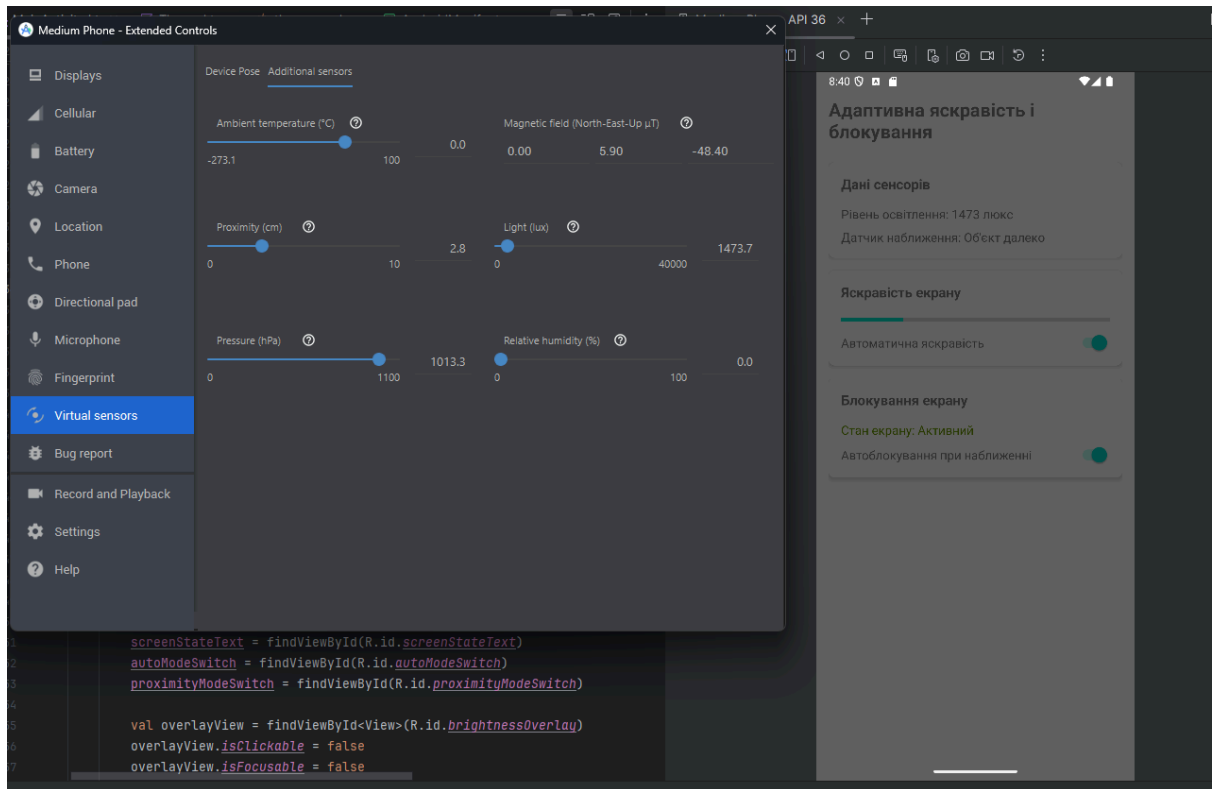 Medium Phone - Extended Controls
API 36
Displays
Cellular
Battery
Camera
Location
Phone
Directional pad
Microphone
Fingerprint
Virtual sensors
Bug report
Record and Playback
Settings
Help
Device Pose Additional sensors
Ambient temperature (°C)
0.0
-273.1 100
Magnetic field (North-East-Up µT)
0.00 5.90 -48.40
Proximity (cm)
2.8
0 10
Light (lux)
1473.7
0 40000
Pressure (hPa)
1013.3
0 1100
Relative humidity (%)
0.0
0 100
screenStateText = findViewById(R.id.screenStateText)
autoModeSwitch = findViewById(R.id.autoModeSwitch)
proximityModeSwitch = findViewById(R.id.proximityModeSwitch)
val overlayView = findViewById<View>(R.id.brightnessOverlay)
overlayView.isClickable = false
overlayView.isFocusable = false
8:40
Адаптивна яскравість і
блокування
Дані сенсорів
Рівень освітлення: 1473 люкс
Датчик наближення: Об'єкт далеко
Яскравість екрану
Автоматична яскравість
Блокування екрану
Стан екрану: Активний
Автоблокування при наближенні